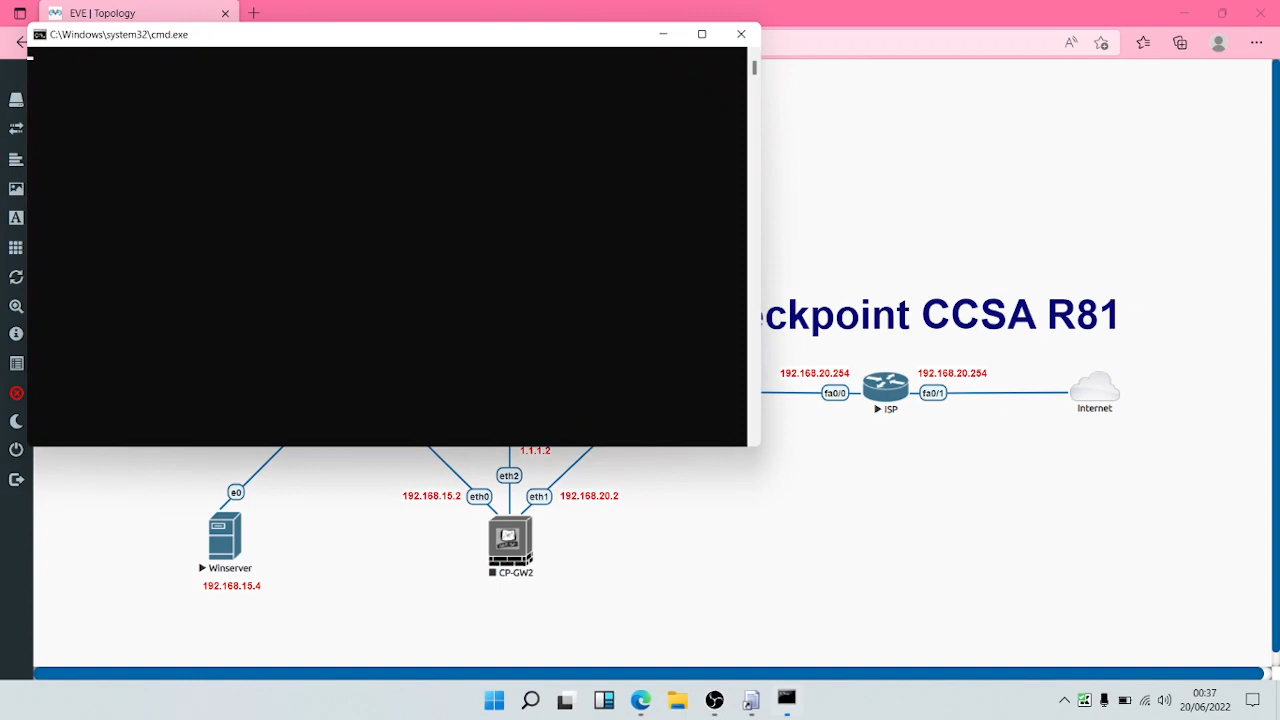 EVE | Topology
C:\Windows\system32\cmd.exe
eckpoint CCSA R81
192.168.20.254
192.168.20.254
fa0/0
fa0/1
ISP
Internet
1.1.1.2
eth2
e0
192.168.15.2
eth0
eth1
192.168.20.2
Winserver
CP-GW2
192.168.15.4
00:37
20/06/2022